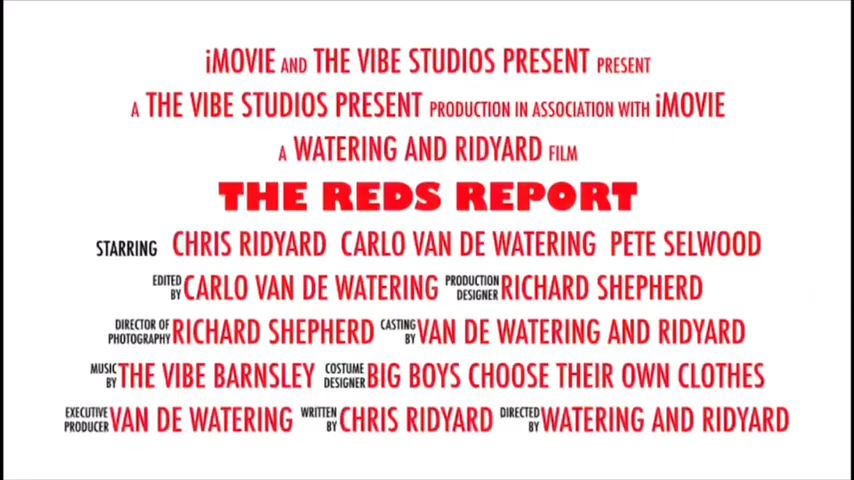 iMOVIE AND THE VIBE STUDIOS PRESENT PRESENT
A THE VIBE STUDIOS PRESENT PRODUCTION IN ASSOCIATION WITH iMOVIE
A WATERING AND RIDYARD FILM
THE REDS REPORT
STARRING CHRIS RIDYARD CARLO VAN DE WATERING PETE SELWOOD
EDITED BY CARLO VAN DE WATERING PRODUCTION DESIGNER RICHARD SHEPHERD
DIRECTOR OF PHOTOGRAPHY RICHARD SHEPHERD CASTING BY VAN DE WATERING AND RIDYARD
MUSIC BY THE VIBE BARNSLEY COSTUME DESIGNER BIG BOYS CHOOSE THEIR OWN CLOTHES
EXECUTIVE PRODUCER VAN DE WATERING WRITTEN BY CHRIS RIDYARD DIRECTED BY WATERING AND RIDYARD